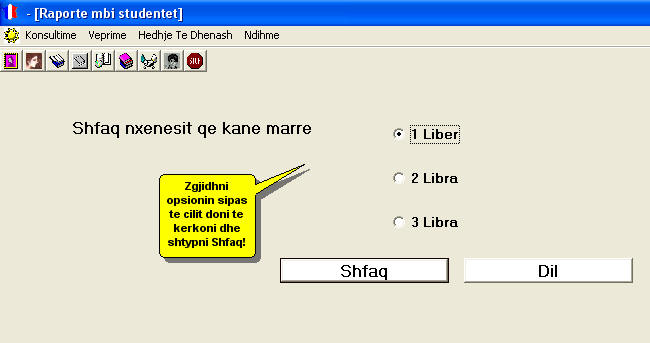 - [Raporte mbi studentet]
Konsultime Veprime Hedhje Te Dhenash Ndihme
STOP
Shfaq nxenesit qe kane marre
1 Liber
Zgjidhni
opsionin sipas
te cilit doni te
kerkoni dhe
shtypni Shfaq!
2 Libra
3 Libra
Shfaq Dil